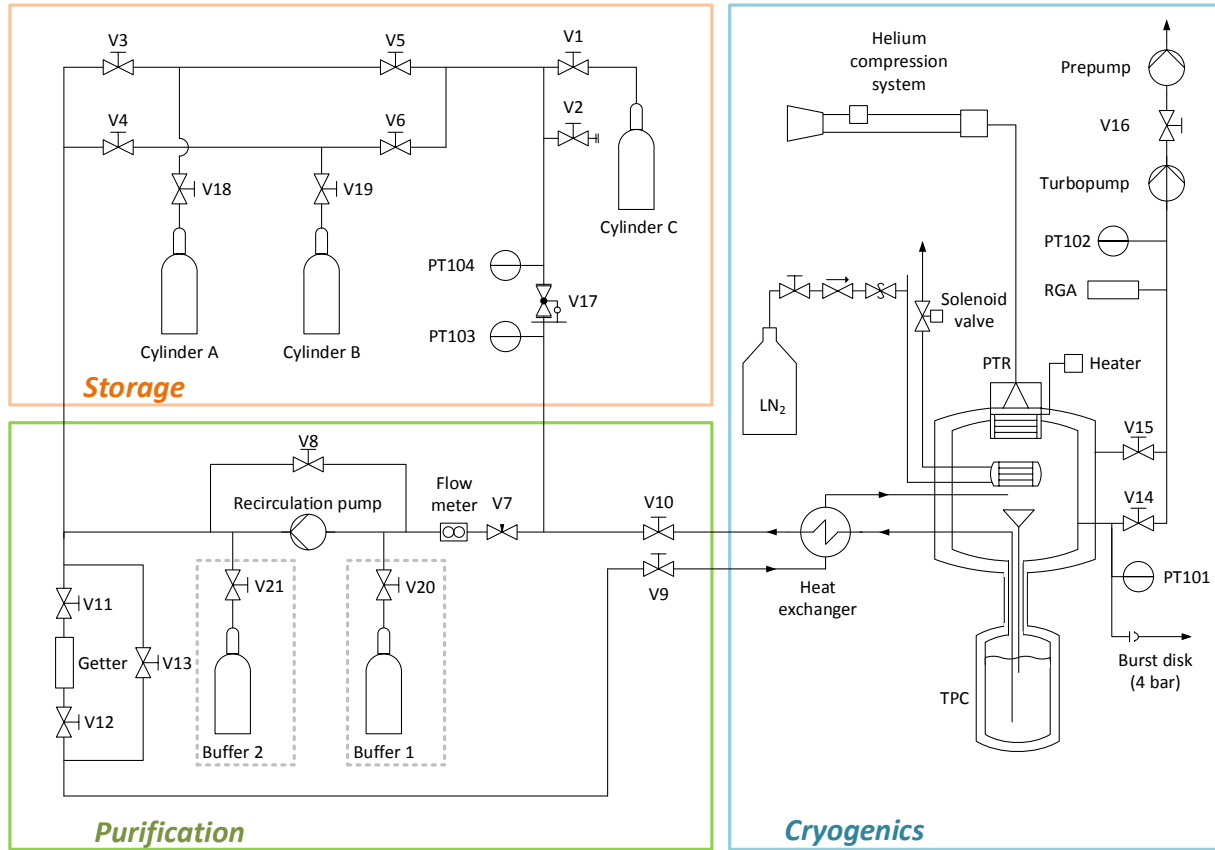 V3
V5
V1
V4
V6
V2
V18
V19
Cylinder A
Cylinder B
Cylinder C
PT104
V17
PT103
Storage
Helium
compression
system
Prepump
V16
Turbopump
PT102
RGA
Solenoid
valve
PTR
Heater
LN₂
V15
V14
PT101
Burst disk
(4 bar)
TPC
Heat
exchanger
Cryogenics
V8
Recirculation pump
Flow
meter
V7
V10
V9
V11
Getter
V13
V12
V21
V20
Buffer 2
Buffer 1
Purification